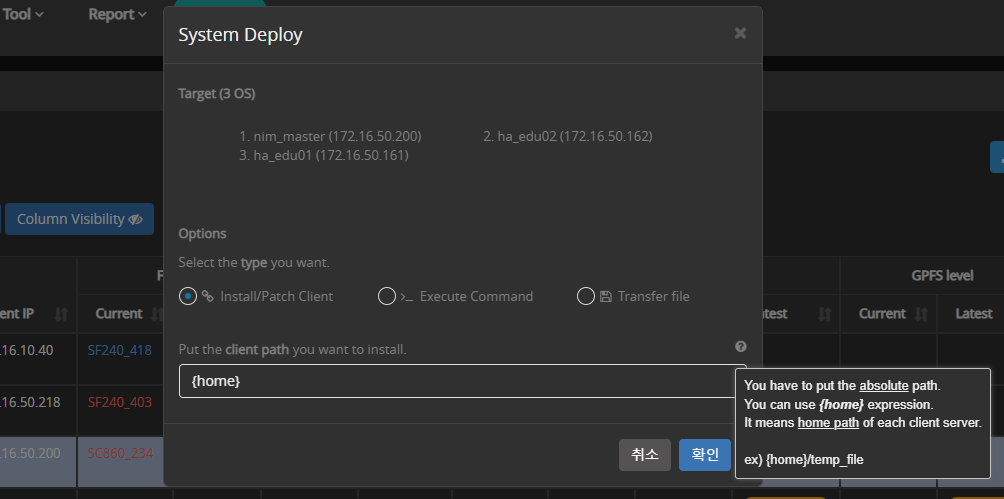 Tool
Report
System Deploy
Target (3 OS)
1. nim_master (172.16.50.200)
2. ha_edu02 (172.16.50.162)
3. ha_edu01 (172.16.50.161)
Column Visibility
Options
Select the type you want.
GPFS level
Install/Patch Client
Execute Command
Transfer file
ent IP
Current
test
Current
Latest
.16.10.40
SF240_418
Put the client path you want to install.
{home}
You have to put the absolute path.
You can use {home} expression.
It means home path of each client server.
ex) {home}/temp_file
.16.50.218
SF240_403
.16.50.200
SC860_234
취소
확인